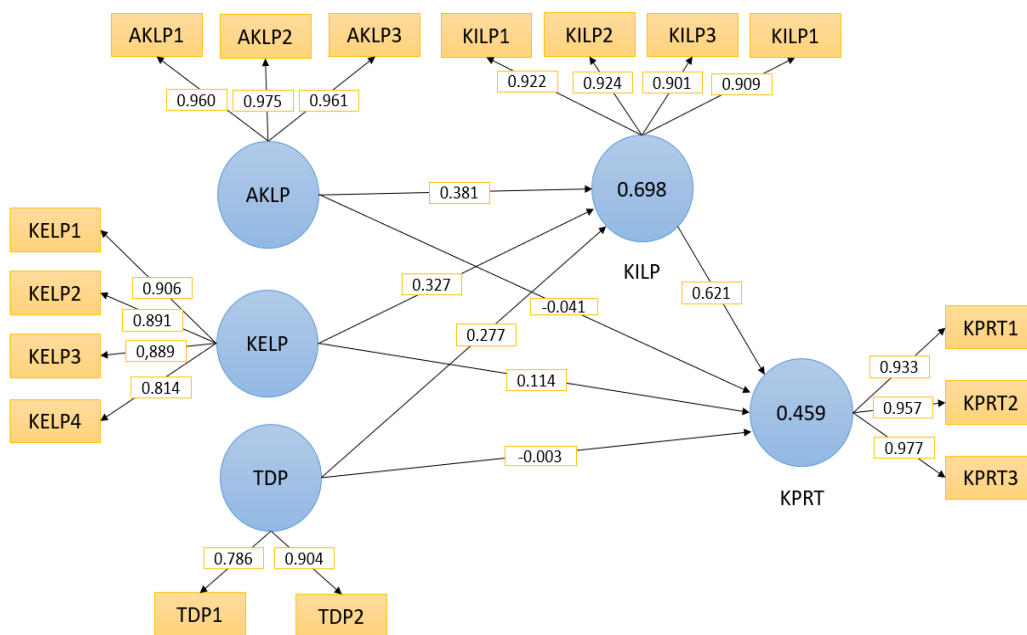 AKLP1
AKLP2
AKLP3
KILP1
KILP2
KILP3
KILP1
0.960
0.975
0.961
0.922
0.924
0.901
0.909
AKLP
0.381
0.698
KILP
KELP1
KELP2
KELP3
KELP4
0.906
0.891
0,889
0.814
KELP
0.327
0.277
-0.041
0.621
0.114
0.459
KPRT
KPRT1
KPRT2
KPRT3
0.933
0.957
0.977
TDP
-0.003
0.786
0.904
TDP1
TDP2